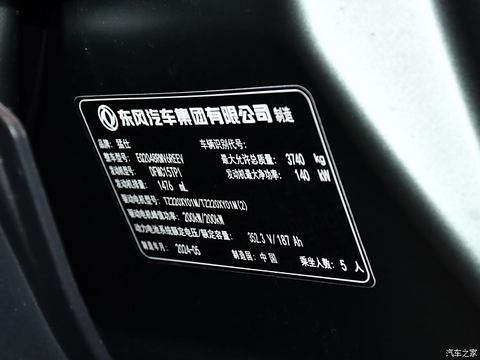 东风汽车集团有限公司 制造
品牌: 猛仕 车辆识别代号:
整车型号: EQ2048RMH6REEV 最大允许总质量: 3740 kg
发动机型号: DFMC15TP1 发动机最大净功率: 140 kW
发动机排量: 1476 mL
驱动电机型号: TZ220XY01M/TZ220XY01M(2)
驱动电机峰值功率: 200kW/200kW
动力电池系统额定电压/额定容量: 352.3 V/187 Ah
制造年月: 2024-05 制造国: 中国 乘坐人数: 5 人
汽车之家